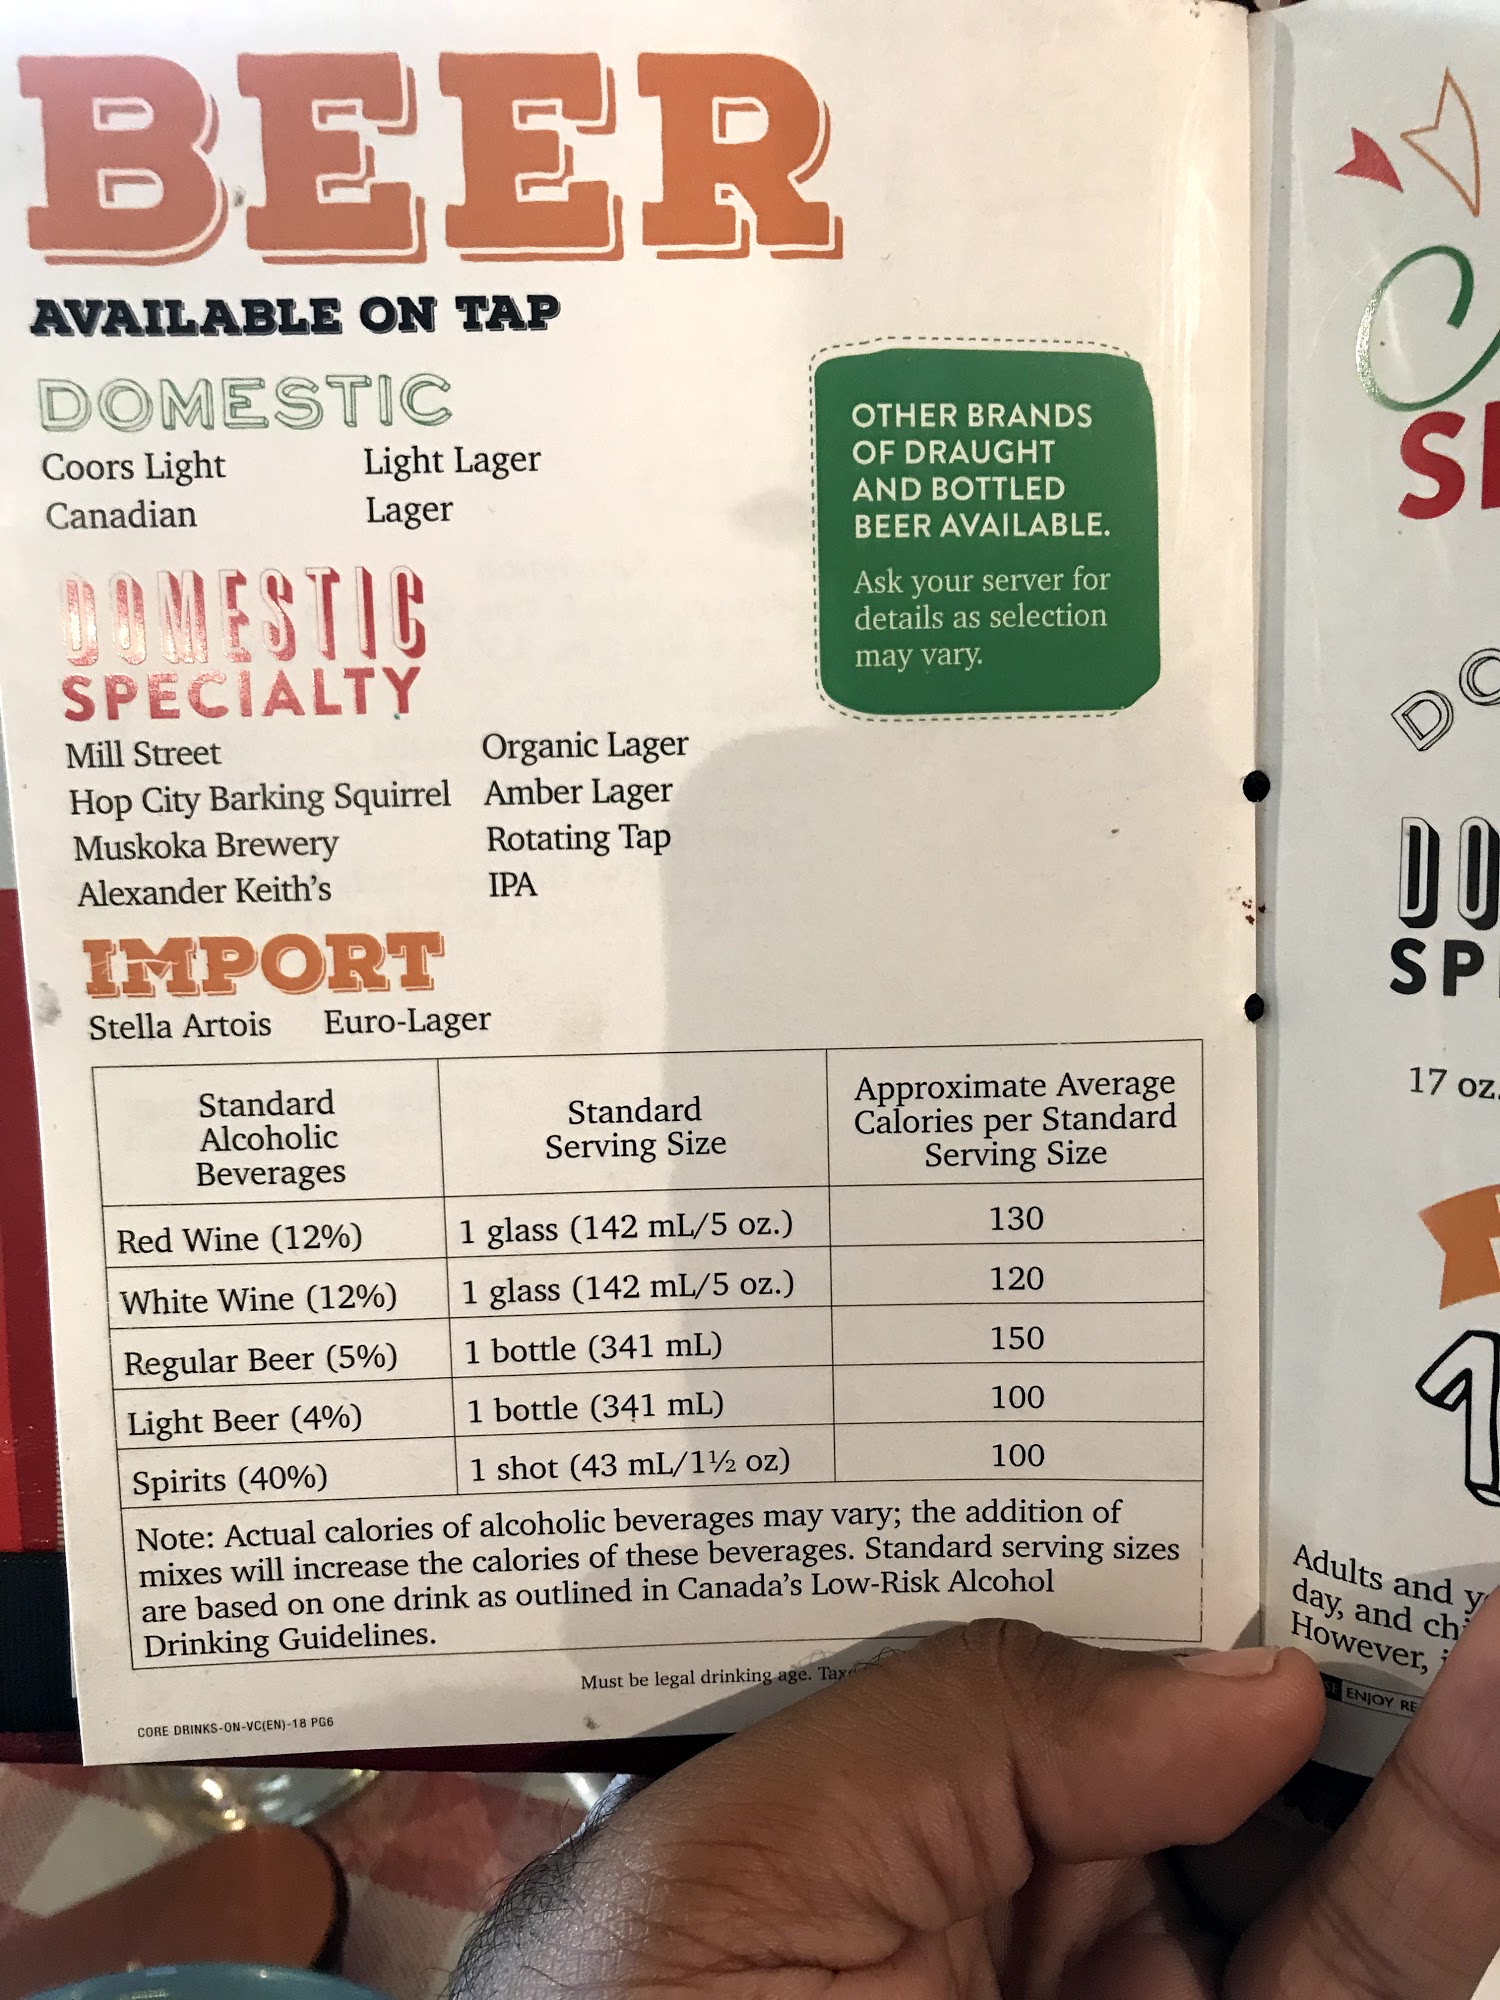 BEER
AVAILABLE ON TAP
DOMESTIC
Coors Light Light Lager
Canadian Lager
OTHER BRANDS
OF DRAUGHT
AND BOTTLED
BEER AVAILABLE.
Ask your server for
details as selection
may vary.
DOMESTIC
SPECIALTY
Mill Street Organic Lager
Hop City Barking Squirrel Amber Lager
Muskoka Brewery Rotating Tap
Alexander Keith's IPA
IMPORT
Stella Artois Euro-Lager
Standard
Alcoholic
Beverages
Standard
Serving Size
Approximate Average
Calories per Standard
Serving Size
Red Wine (12%) 1 glass (142 mL/5 oz.) 130
White Wine (12%) 1 glass (142 mL/5 oz.) 120
Regular Beer (5%) 1 bottle (341 mL) 150
Light Beer (4%) 1 bottle (341 mL) 100
Spirits (40%) 1 shot (43 mL/1½ oz) 100
Note: Actual calories of alcoholic beverages may vary; the addition of
mixes will increase the calories of these beverages. Standard serving sizes
are based on one drink as outlined in Canada's Low-Risk Alcohol
Drinking Guidelines.
Must be legal drinking age.
CORE DRINKS-ON-VC(EN)-18 PG6
17 oz.
Adults and
day, and
However,
ENJOY